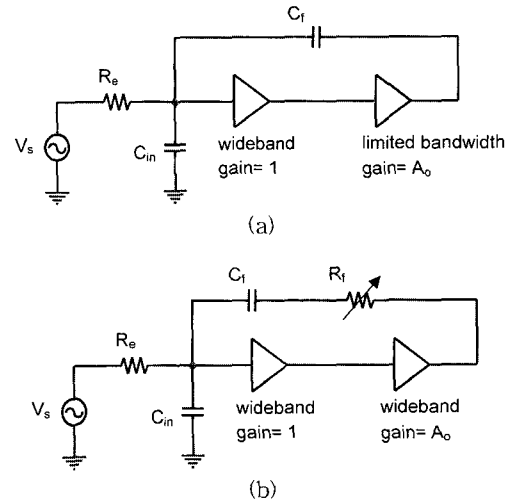 C_f
R_e
V_s
C_in
wideband
gain= 1
limited bandwidth
gain= A_o
(a)
C_f
R_f
R_e
V_s
C_in
wideband
gain= 1
wideband
gain= A_o
(b)